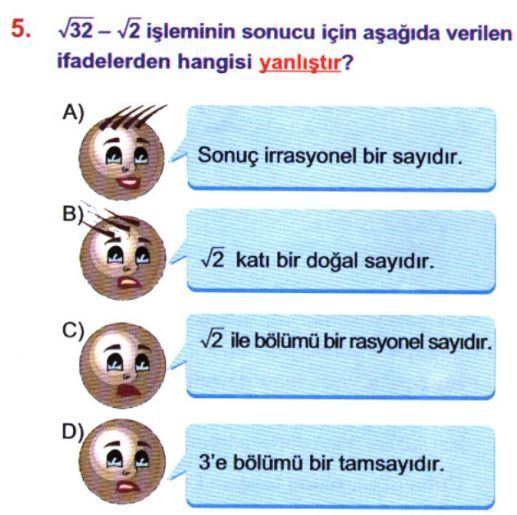 5. √32 – √2 işleminin sonucu için aşağıda verilen
ifadelerden hangisi yanlıştır?
A) Sonuç irrasyonel bir sayıdır.
B) √2 katı bir doğal sayıdır.
C) √2 ile bölümü bir rasyonel sayıdır.
D) 3'e bölümü bir tamsayıdır.